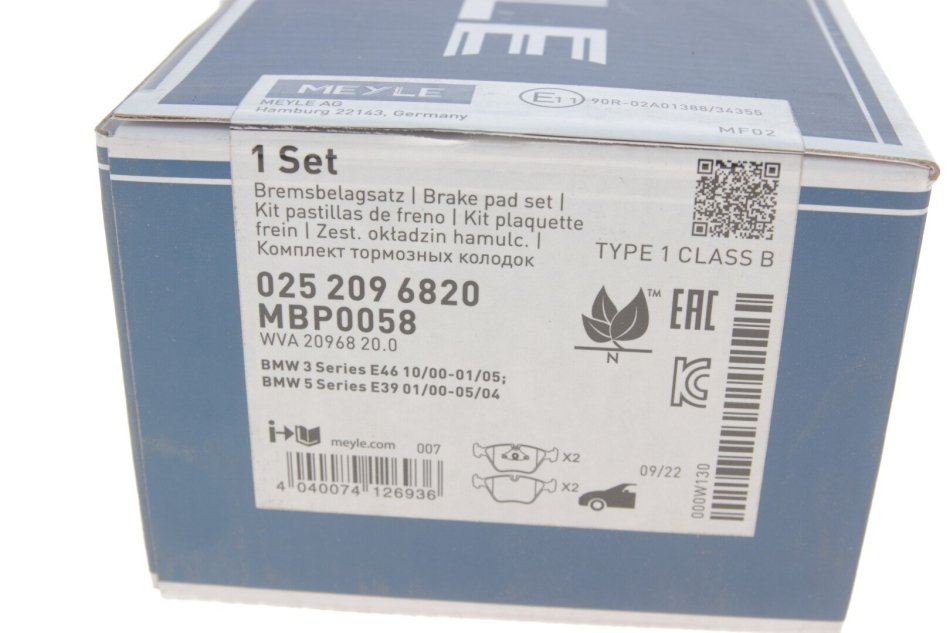 MEYLE
MEYLE AG
Hamburg 22143, Germany
E11 90R-02A01388/34355
MF02
1 Set
Bremsbelagsatz | Brake pad set |
Kit pastillas de freno | Kit plaquette
frein | Zest. okładzin hamulc. |
Комплект тормозных колодок
TYPE 1 CLASS B
025 209 6820
MBP0058
WVA 20968 20.0
BMW 3 Series E46 10/00-01/05;
BMW 5 Series E39 01/00-05/04
™
N
EAC
KC
i
meyle.com 007
4 040074 126936
X2
X2
09/22
000W130